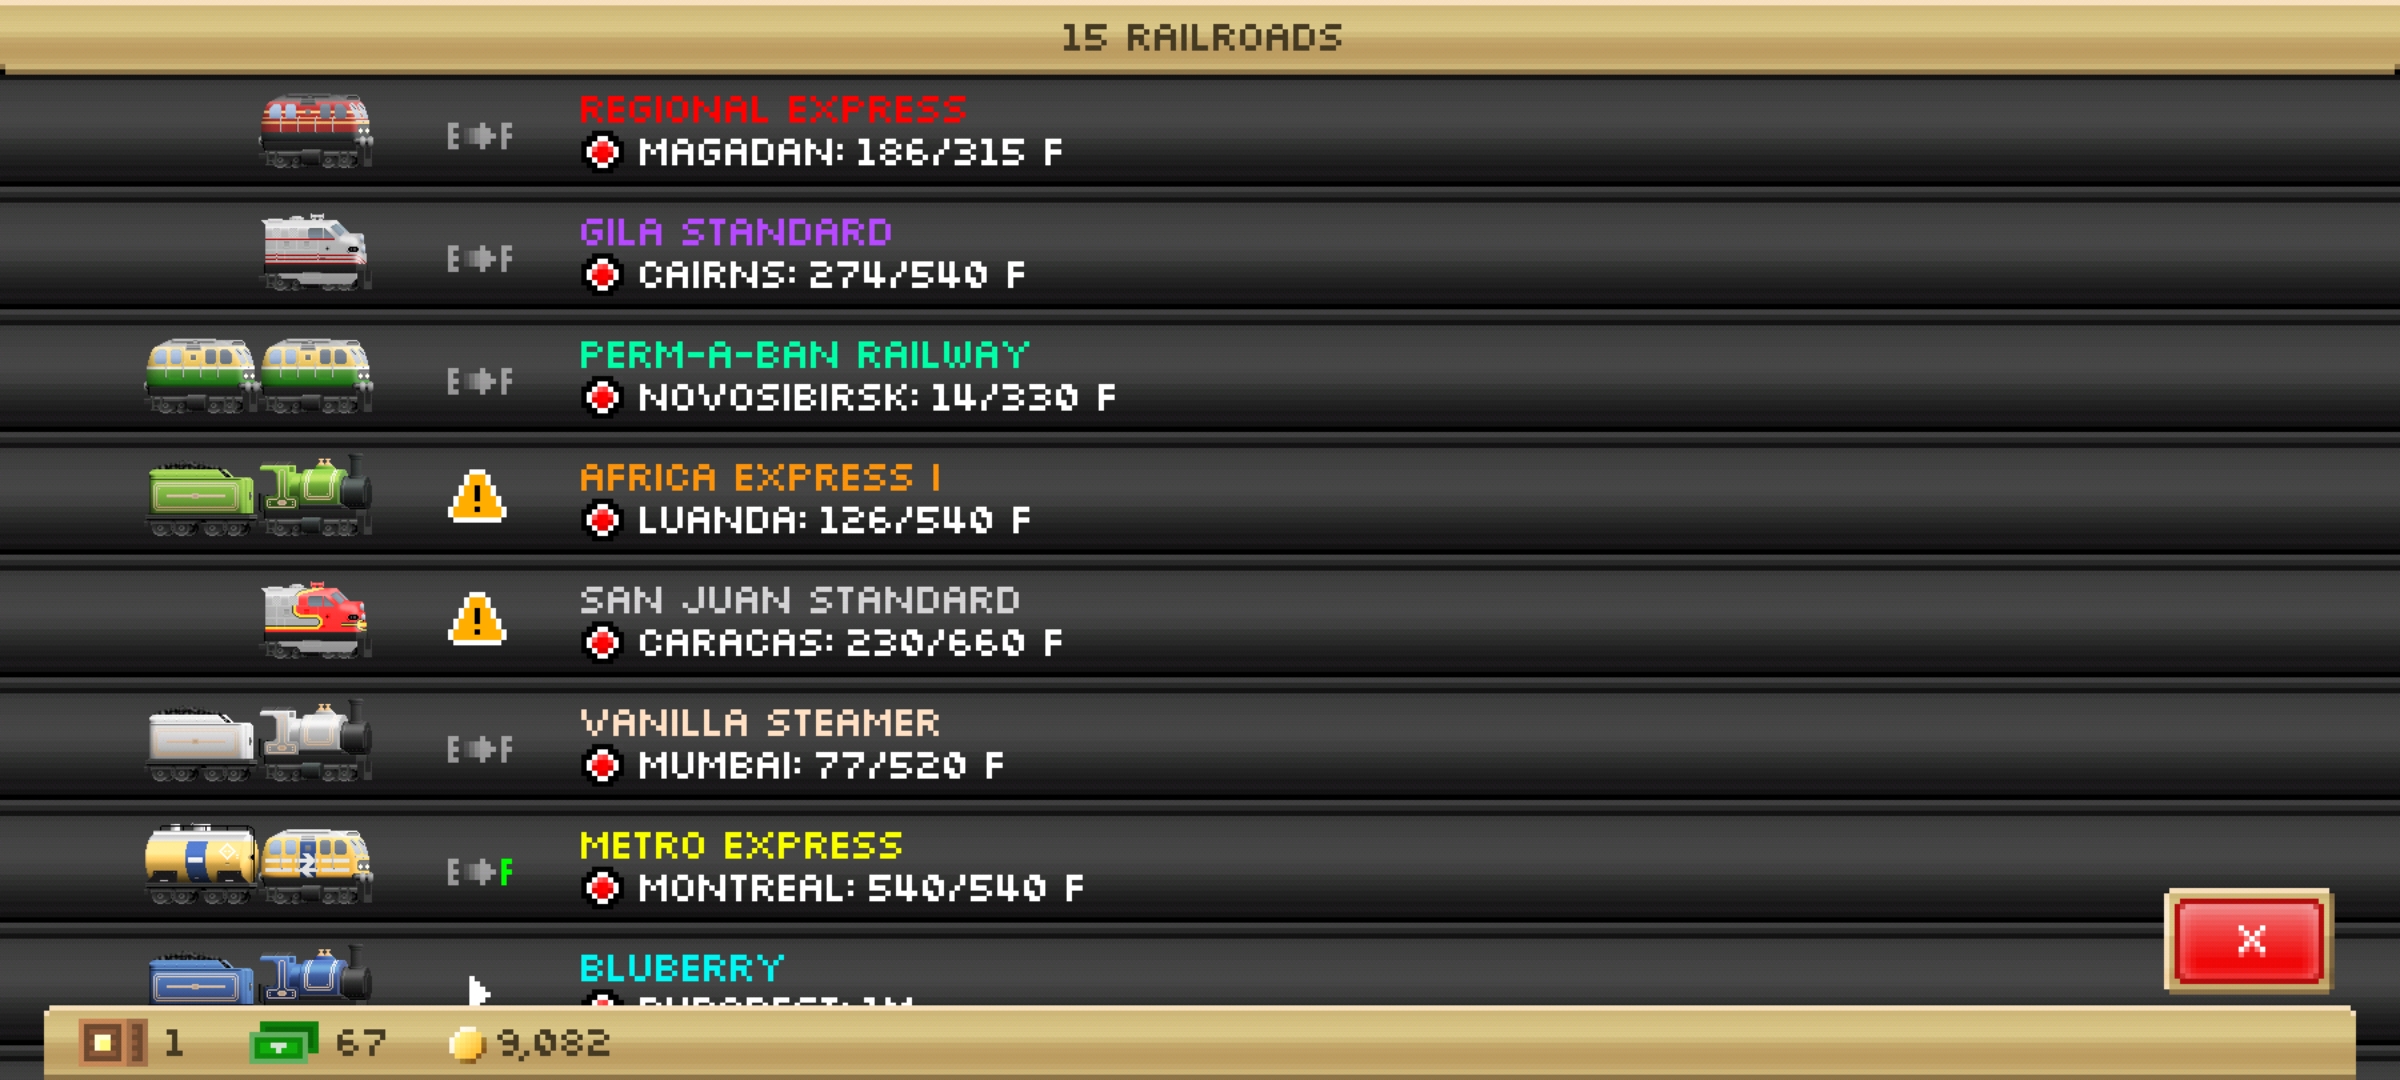 15 RAILROADS
REGIONAL EXPRESS
E F
MAGADAN: 186/315 F
GILA STANDARD
E F
CAIRNS: 274/540 F
PERM-A-BAN RAILWAY
E F
NOVOSIBIRSK: 14/330 F
AFRICA EXPRESS I
LUANDA: 126/540 F
SAN JUAN STANDARD
CARACAS: 230/660 F
VANILLA STEAMER
E F
MUMBAI: 77/520 F
METRO EXPRESS
E F
MONTREAL: 540/540 F
BLUBERRY
X
1 67 9,082